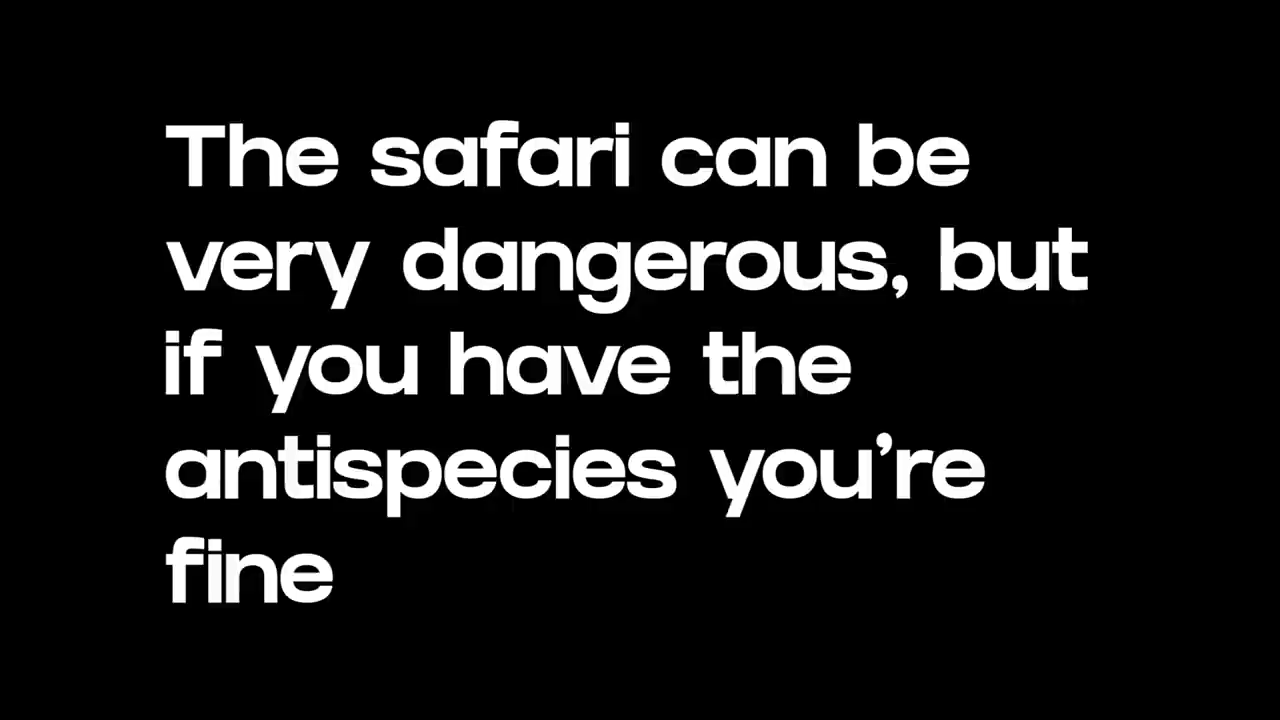 The safari can be
very dangerous, but
if you have the
antispecies you’re
fine